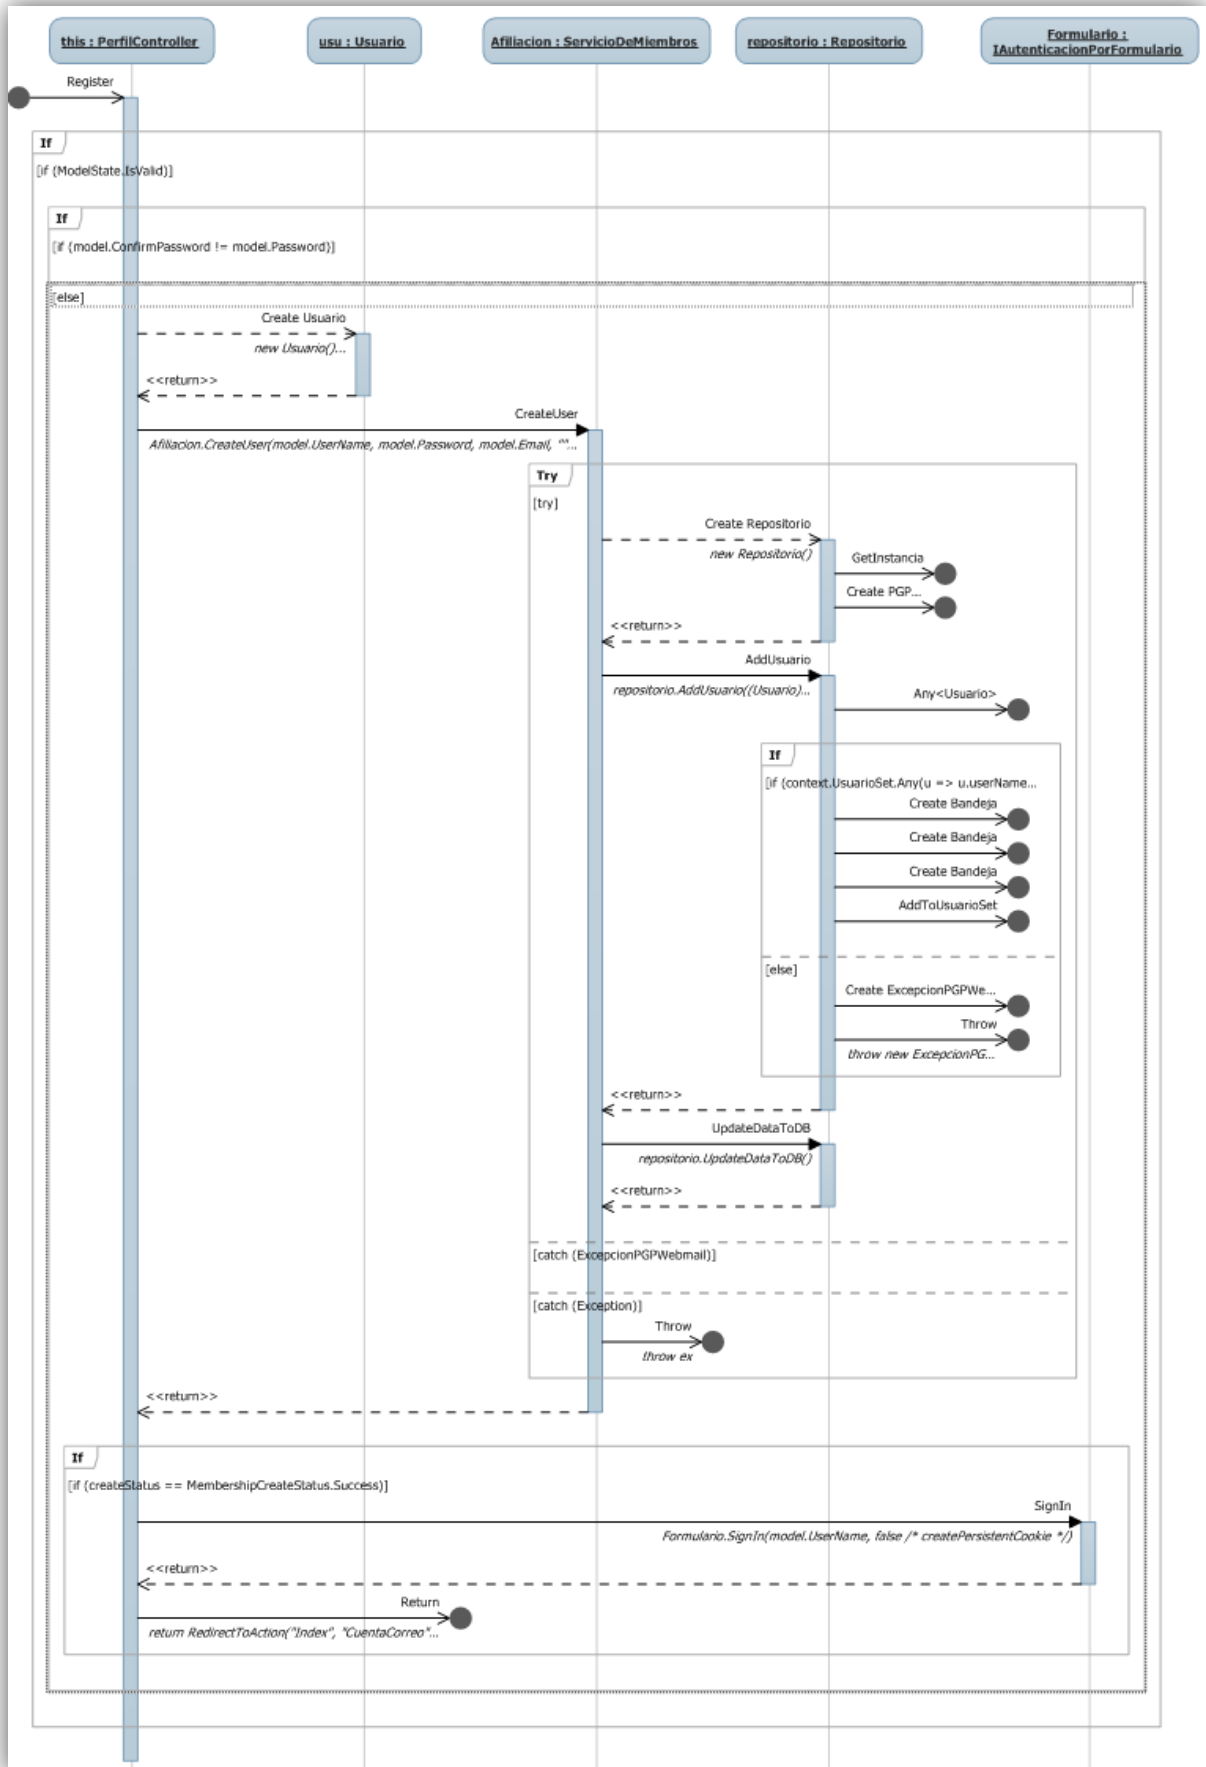 this : PerfilController
usu : Usuario
Afiliacion : ServicioDeMiembros
repositorio : Repositorio
Formulario :
IAutenticacionPorFormulario
Register
If
[if (ModelState.IsValid)]
If
[if (model.ConfirmPassword != model.Password)]
[else]
Create Usuario
new Usuario()...
<<return>>
CreateUser
Afiliacion.CreateUser(model.UserName, model.Password, model.Email, ""...
Try
[try]
Create Repositorio
new Repositorio()
GetInstancia
Create PGP...
<<return>>
AddUsuario
repositorio.AddUsuario((Usuario)...
Any<Usuario>
If
[if (context.UsuarioSet.Any(u => u.userName...
Create Bandeja
Create Bandeja
Create Bandeja
AddToUsuarioSet
[else]
Create ExcepcionPGPWe...
Throw
throw new ExcepcionPG...
<<return>>
UpdateDataToDB
repositorio.UpdateDataToDB()
<<return>>
[catch (ExcepcionPGPWebmail)]
[catch (Exception)]
Throw
throw ex
<<return>>
If
[if (createStatus == MembershipCreateStatus.Success)]
SignIn
Formulario.SignIn(model.UserName, false /* createPersistentCookie */)
<<return>>
Return
return RedirectToAction("Index", "CuentaCorreo"...